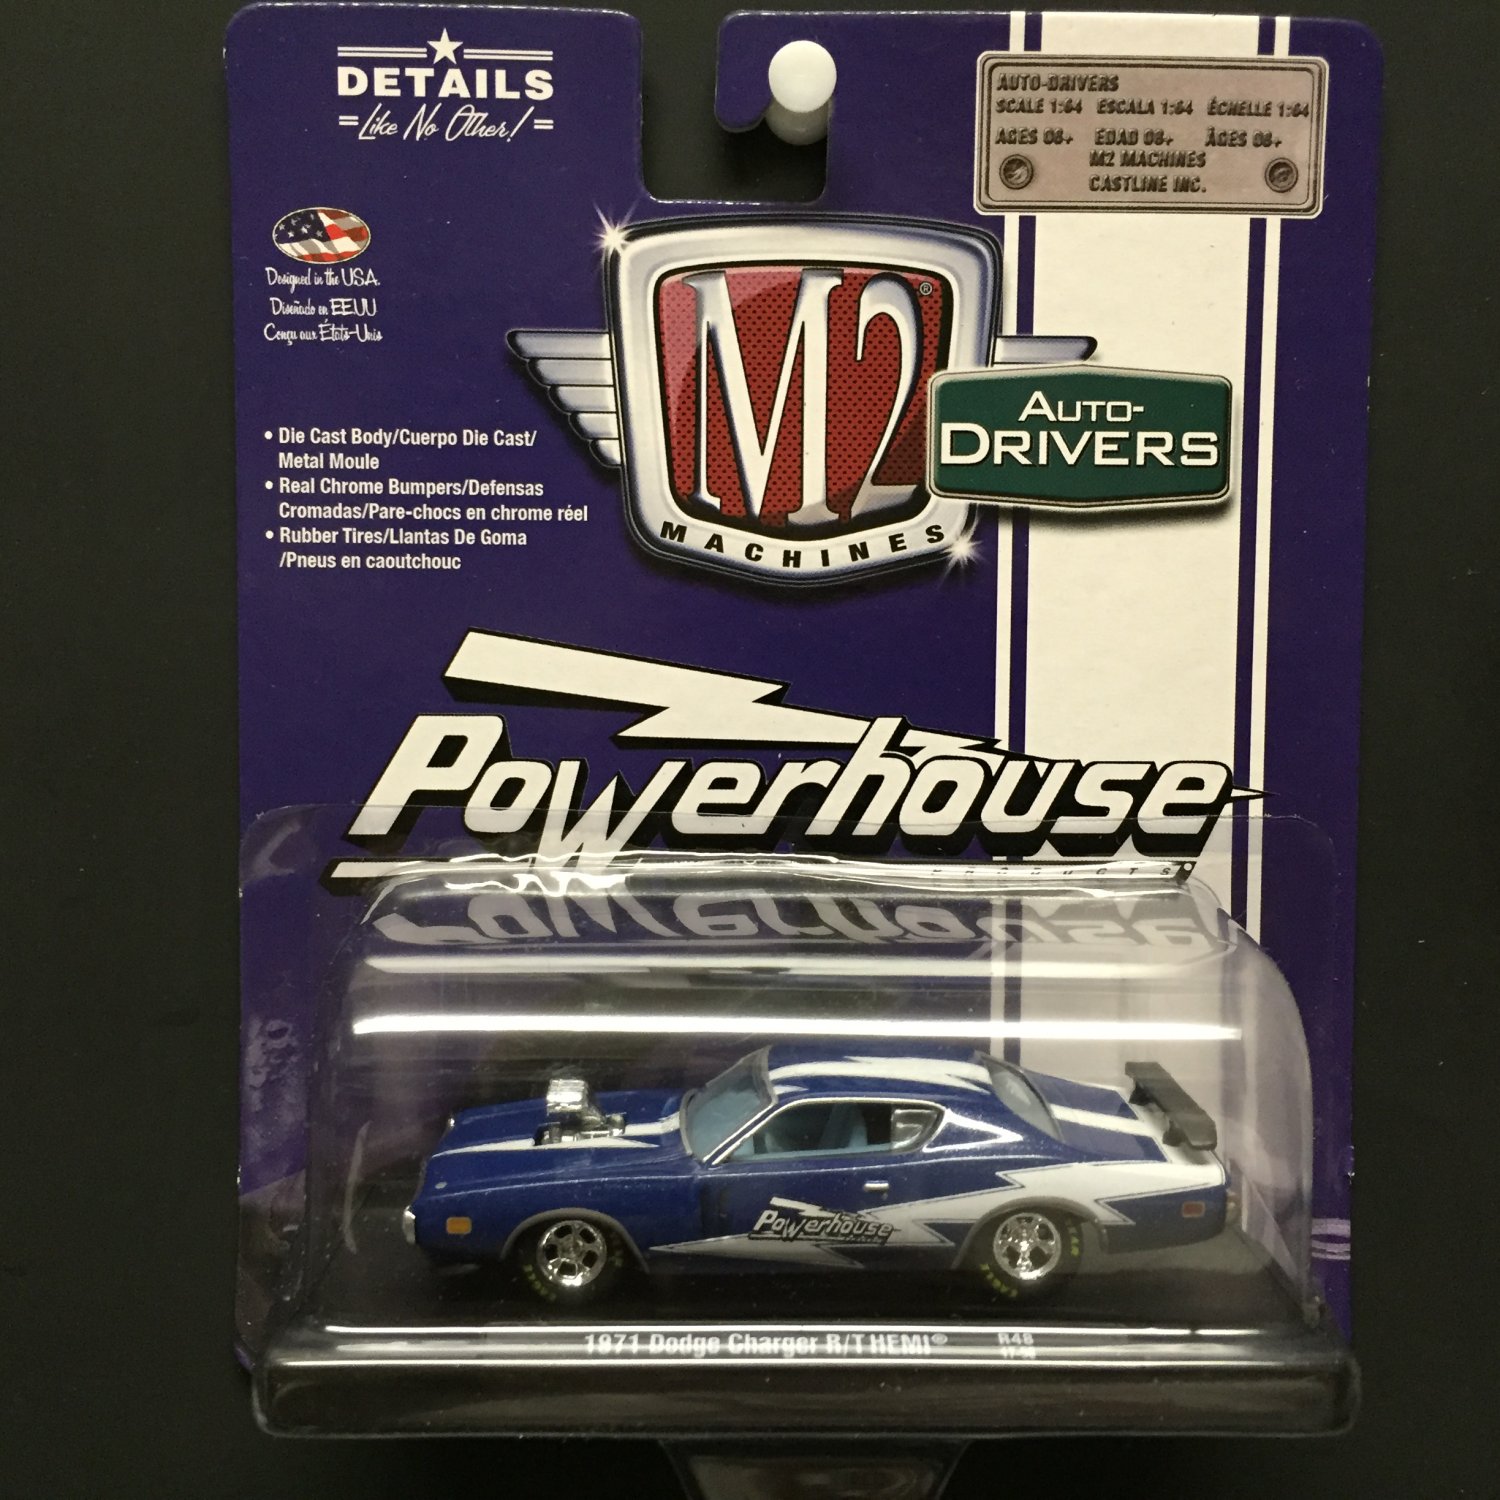 DETAILS
Like No Other!
AUTO-DRIVERS
SCALE 1:64 ESCALA 1:64 ÉCHELLE 1:64
AGES 08+ EDAD 08+ ÂGES 08+
M2 MACHINES
CASTLINE INC.
Designed in the USA.
Diseñado en EEUU
Conçu aux États-Unis
M2®
MACHINES
AUTO-
DRIVERS
• Die Cast Body/Cuerpo Die Cast/
Metal Moule
• Real Chrome Bumpers/Defensas
Cromadas/Pare-chocs en chrome réel
• Rubber Tires/Llantas De Goma
/Pneus en caoutchouc
Powerhouse
PRODUCTS
Powerhouse
1971 Dodge Charger R/T HEMI®
R48